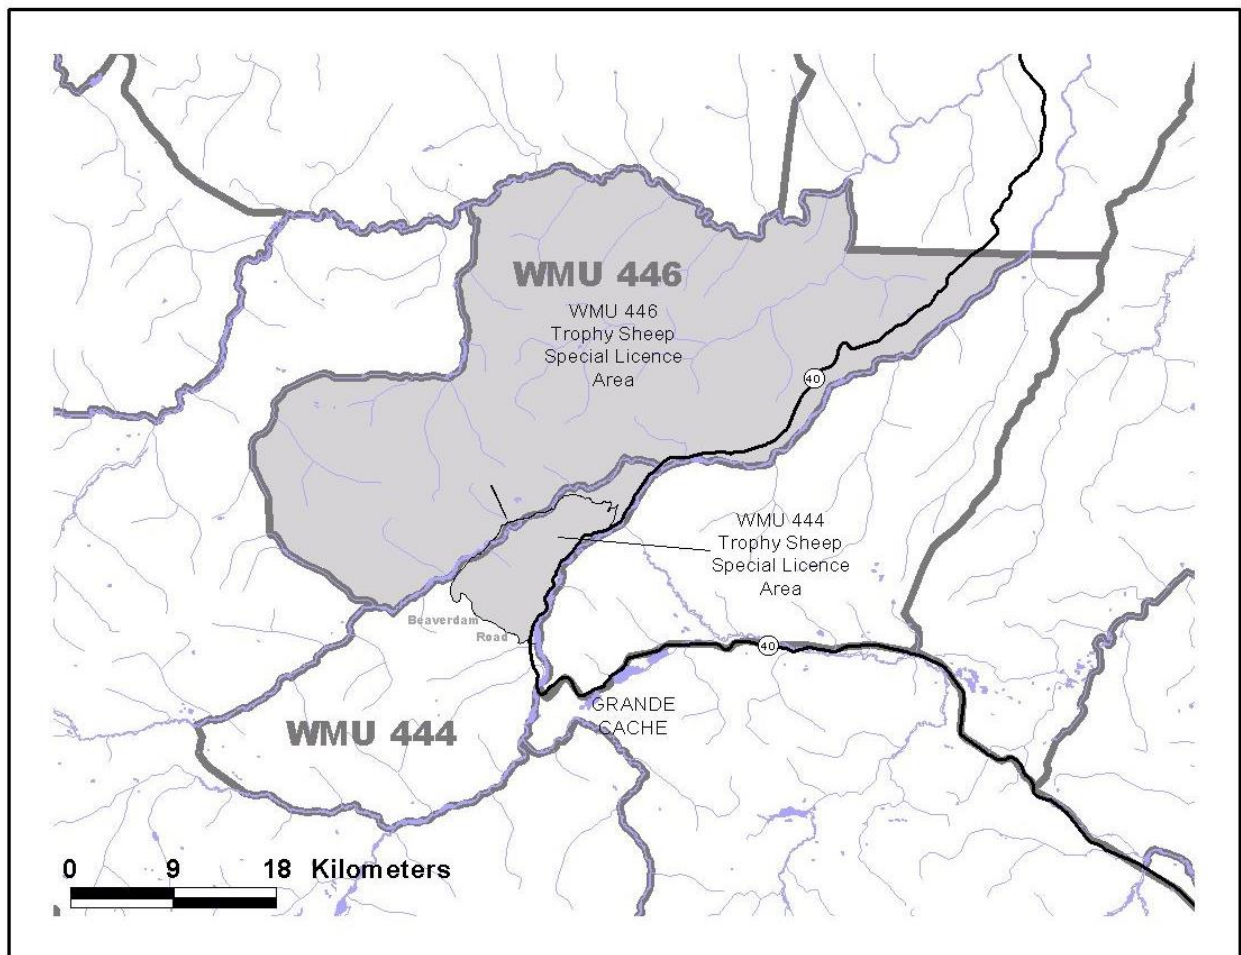 WMU 446
WMU 446
Trophy Sheep
Special Licence
Area
40
WMU 444
Trophy Sheep
Special Licence
Area
Beaverdam
Road
40
GRANDE
CACHE
WMU 444
0 9 18 Kilometers